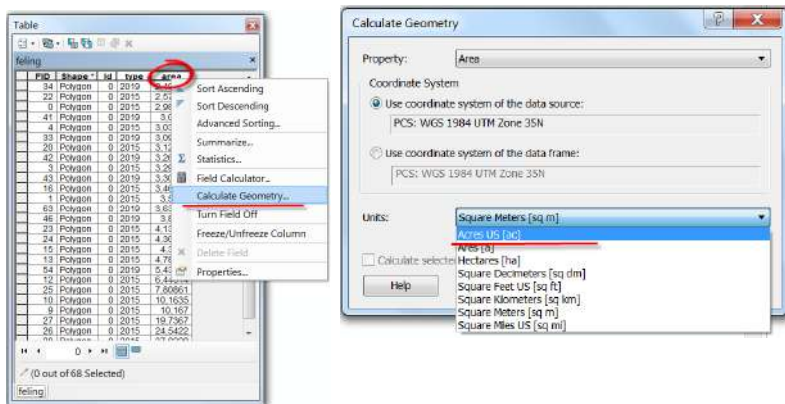 Table
feling
FID Shape * Id type area
34 Polygon 0 2019
22 Polygon 0 2015
0 Polygon 0 2015
41 Polygon 0 2019
4 Polygon 0 2015
33 Polygon 0 2019
20 Polygon 0 2015
42 Polygon 0 2019
3 Polygon 0 2015
43 Polygon 0 2019
16 Polygon 0 2015
1 Polygon 0 2015
63 Polygon 0 2019
46 Polygon 0 2019
23 Polygon 0 2015
24 Polygon 0 2015
15 Polygon 0 2015
13 Polygon 0 2015
54 Polygon 0 2019
12 Polygon 0 2015
25 Polygon 0 2015 7,80861
10 Polygon 0 2015 10,1635
9 Polygon 0 2015 10,167
27 Polygon 0 2015 19,7367
26 Polygon 0 2015 24,5422
Sort Ascending
Sort Descending
Advanced Sorting...
Summarize...
Σ Statistics...
Field Calculator...
Calculate Geometry...
Turn Field Off
Freeze/Unfreeze Column
Delete Field
Properties...
0
(0 out of 68 Selected)
feling
Calculate Geometry
Property: Area
Coordinate System
Use coordinate system of the data source:
PCS: WGS 1984 UTM Zone 35N
Use coordinate system of the data frame:
PCS: WGS 1984 UTM Zone 35N
Units: Square Meters [sq m]
Acres US [ac]
Ares [a]
Calculate selecte
Hectares [ha]
Square Decimeters [sq dm]
Help
Square Feet US [sq ft]
Square Kilometers [sq km]
Square Meters [sq m]
Square Miles US [sq mi]